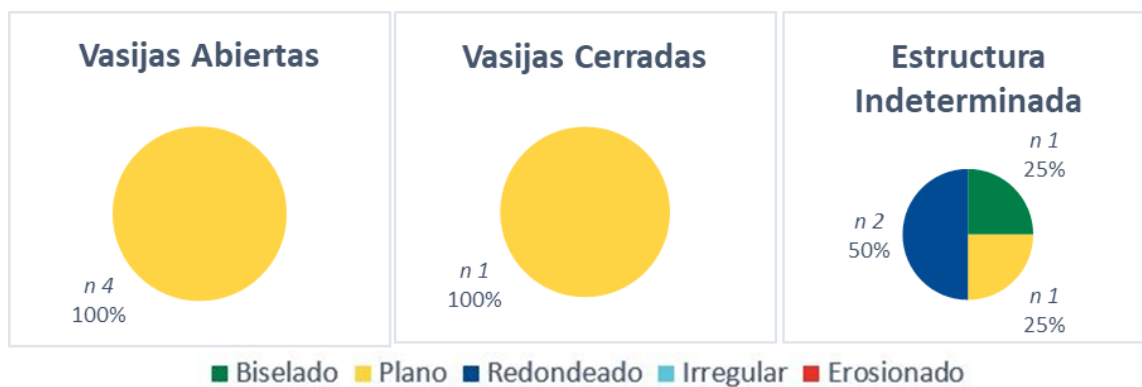 Vasijas Abiertas
n 4
100%
Vasijas Cerradas
n 1
100%
Estructura
Indeterminada
n 1
25%
n 2
50%
n 1
25%
Biselado Plano Redondeado Irregular Erosionado